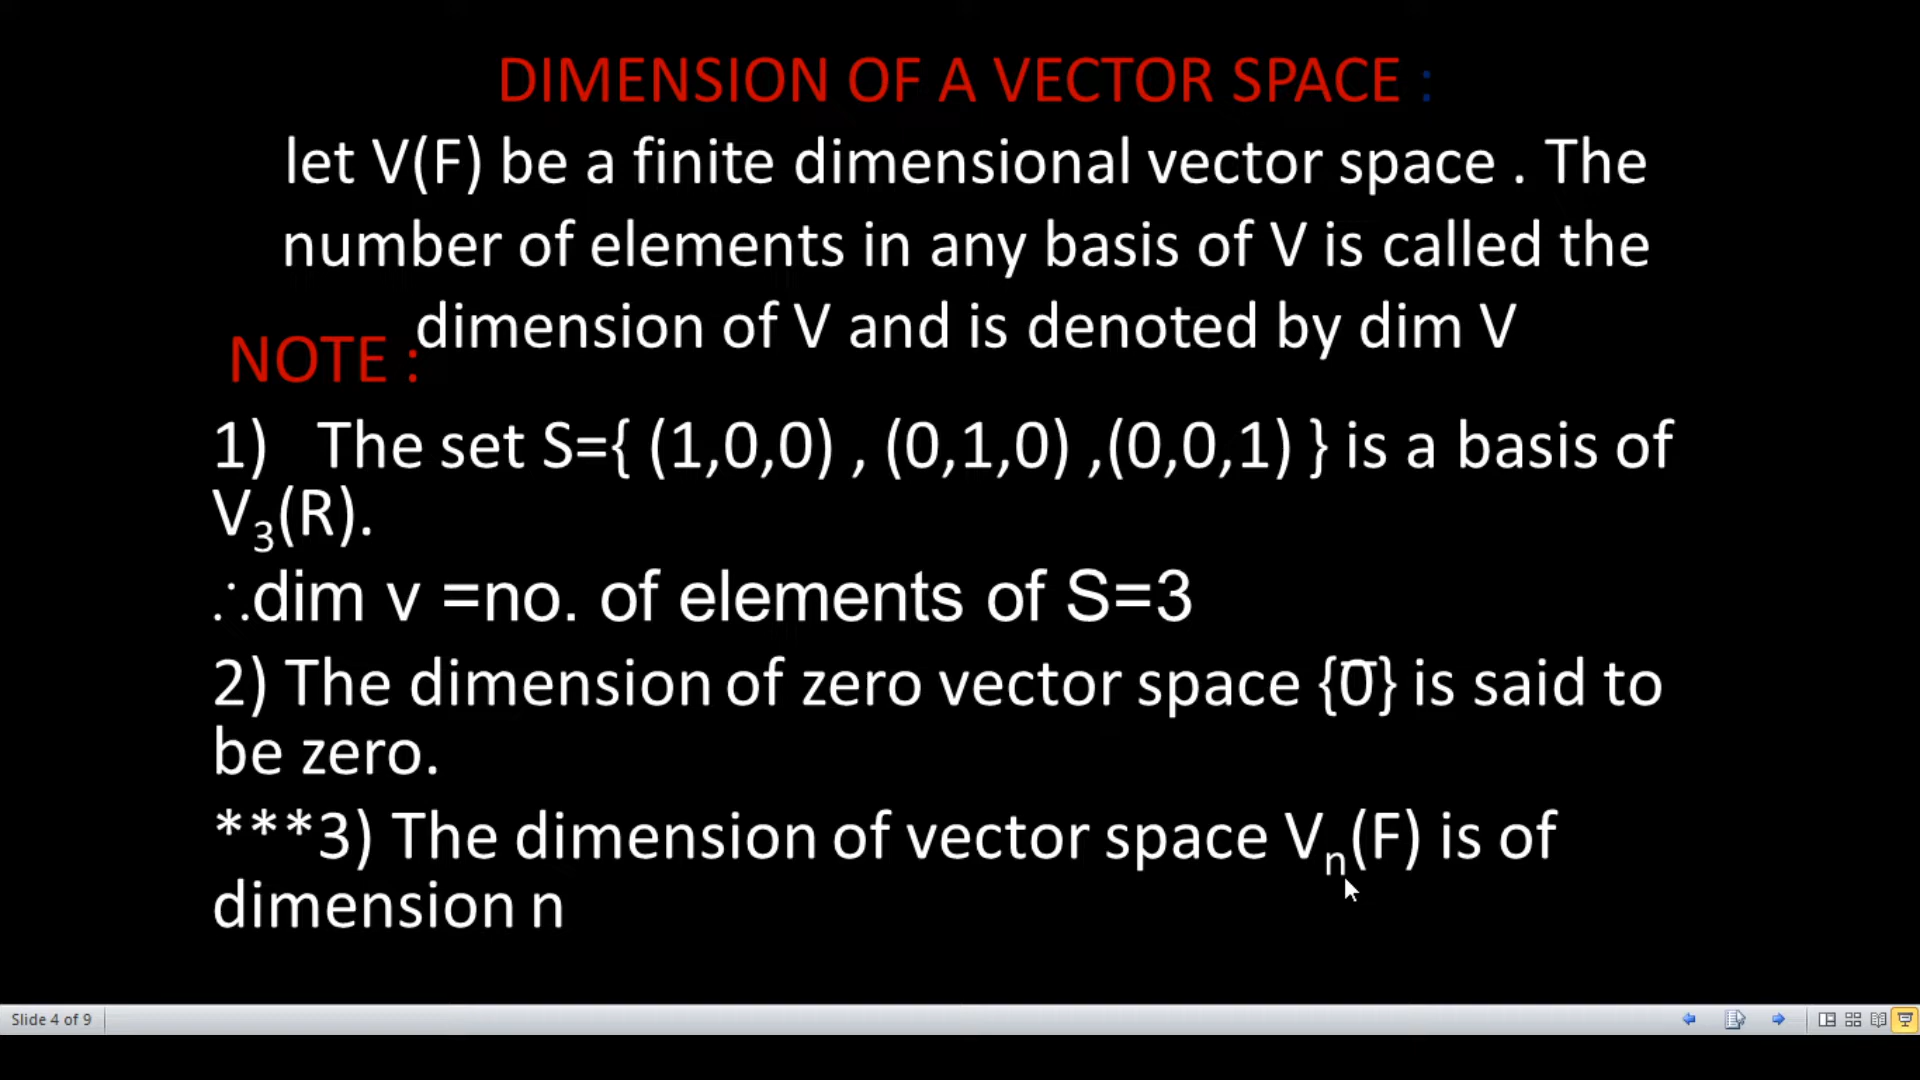 DIMENSION OF A VECTOR SPACE :
let V(F) be a finite dimensional vector space . The
number of elements in any basis of V is called the
dimension of V and is denoted by dim V
NOTE :
1) The set S={ (1,0,0) , (0,1,0) ,(0,0,1) } is a basis of
V₃(R).
∴dim v =no. of elements of S=3
2) The dimension of zero vector space {0̅} is said to
be zero.
***3) The dimension of vector space Vₙ(F) is of
dimension n
Slide 4 of 9